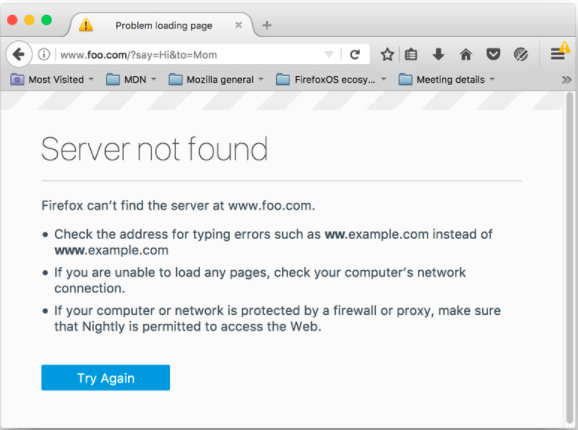 Problem loading page
www.foo.com/?say=Hi&to=Mom
Most Visited MDN Mozilla general FirefoxOS ecosy... Meeting details
Server not found
Firefox can't find the server at www.foo.com.
• Check the address for typing errors such as ww.example.com instead of
www.example.com
• If you are unable to load any pages, check your computer's network
connection.
• If your computer or network is protected by a firewall or proxy, make sure
that Nightly is permitted to access the Web.
Try Again